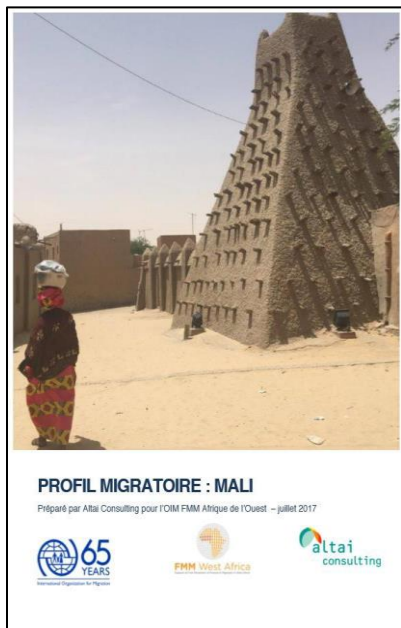 PROFIL MIGRATOIRE : MALI
Préparé par Altai Consulting pour l'OIM FMM Afrique de l'Ouest – juillet 2017
65
YEARS
International Organization for Migration
FMM West Africa
altai
consulting